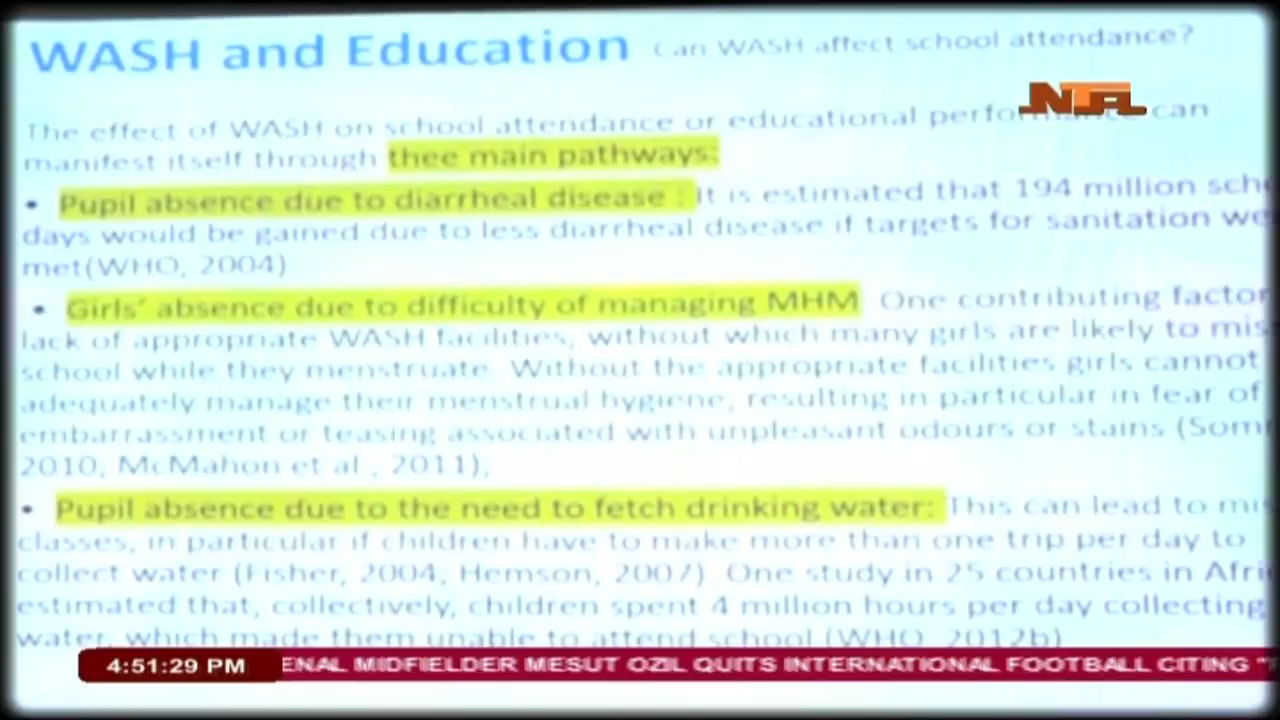 WASH and Education Can WASH affect school attendance?
NTA
The effect of WASH on school attendance or educational performance can
manifest itself through thee main pathways:
• Pupil absence due to diarrheal disease : It is estimated that 194 million
days would be gained due to less diarrheal disease if targets for sanitation
met(WHO, 2004)
• Girls' absence due to difficulty of managing MHM One contributing factor
lack of appropriate WASH facilities, without which many girls are likely to
school while they menstruate. Without the appropriate facilities girls cannot
adequately manage their menstrual hygiene, resulting in particular in fear of
embarrassment or teasing associated with unpleasant odours or stains
2010, McMahon et al., 2011),
• Pupil absence due to the need to fetch drinking water: This can lead to
classes, in particular if children have to make more than one trip per day to
collect water (Fisher, 2004, Hemson, 2007) One study in 25 countries in
estimated that, collectively, children spent 4 million hours per day collecting
water, which made them unable to attend school (WHO, 2012b)
4:51:29 PM ENAL MIDFIELDER MESUT OZIL QUITS INTERNATIONAL FOOTBALL CITING "